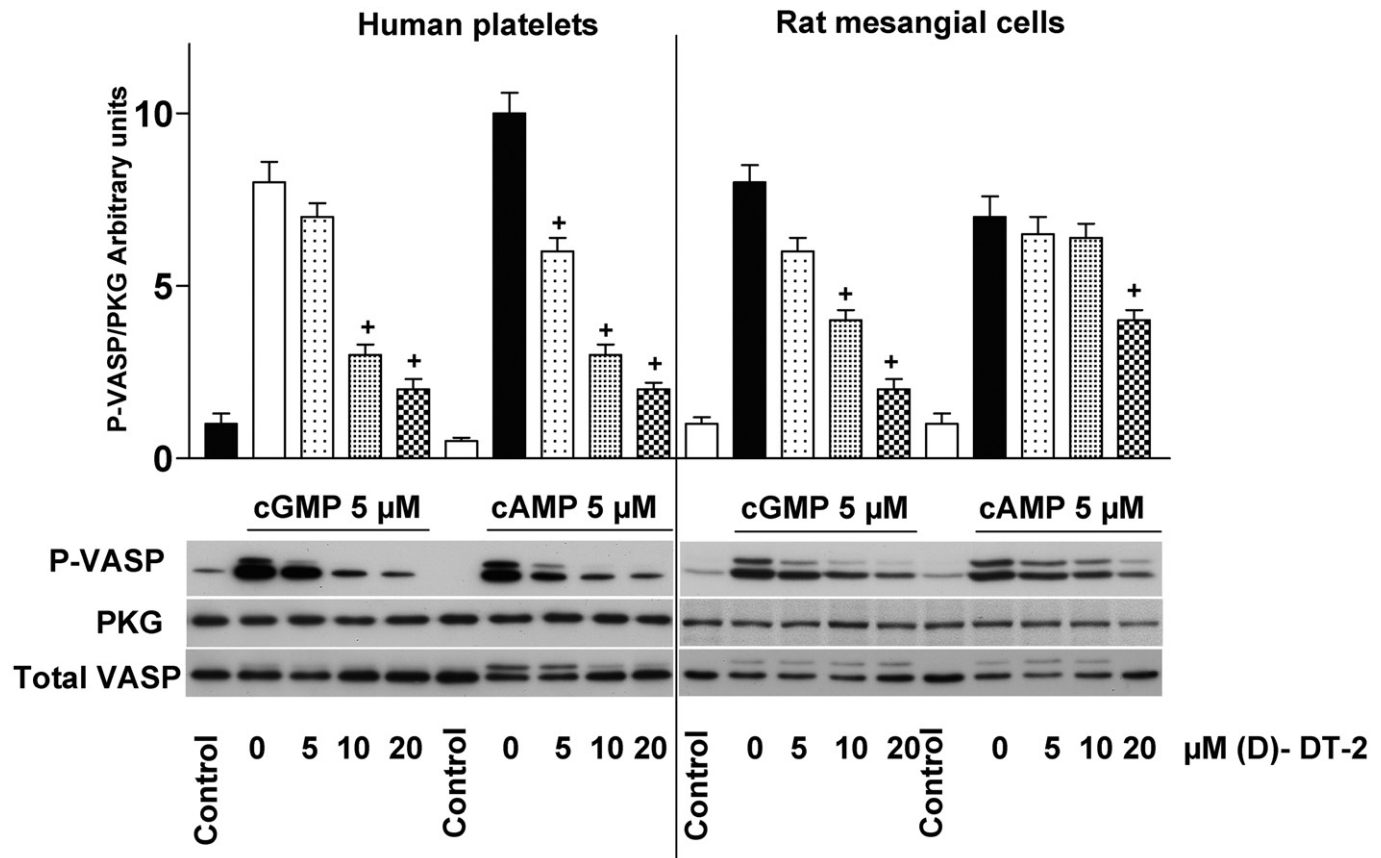 Human platelets
Rat mesangial cells
P-VASP/PKG Arbitrary units
10
5
0
+
+
+
+
+
+
+
+
cGMP 5 µM
cAMP 5 µM
cGMP 5 µM
cAMP 5 µM
P-VASP
PKG
Total VASP
Control 0 5 10 20 Control 0 5 10 20 Control 0 5 10 20 Control 0 5 10 20 µM (D)- DT-2